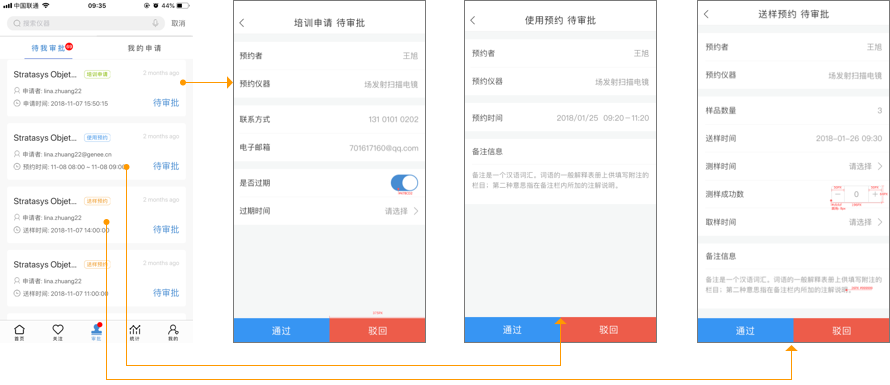 中国联通
09:35
44%
搜索仪器
取消
待我审批
我的申请
Stratasys Objet...
培训申请
2 months ago
申请者: lina.zhuang22
申请时间: 2018-11-07 15:50:15
待审批
Stratasys Objet...
使用预约
2 months ago
申请者: lina.zhuang22@genee.cn
预约时间: 11-08 08:00 ~ 11-08 09:00
待审批
Stratasys Objet...
送样预约
2 months ago
申请者: lina.zhuang22
送样时间: 2018-11-07 14:00:00
待审批
Stratasys Objet...
送样预约
2 months ago
申请者: lina.zhuang22
送样时间: 2018-11-07 11:00:00
待审批
首页
关注
审批
统计
我的
培训申请 待审批
预约者
王旭
预约仪器
场发射扫描电镜
联系方式
131 0101 0202
电子邮箱
701617160@qq.com
是否过期
过期时间
请选择
通过
驳回
使用预约 待审批
预约者
王旭
预约仪器
场发射扫描电镜
预约时间
2018/01/25 09:20-11:20
备注信息
备注是一个汉语词汇。词语的一般解释表册上供填写附注的
栏目；第二种意思指在备注栏内所加的注解说明。
通过
驳回
送样预约 待审批
预约者
王旭
预约仪器
场发射扫描电镜
样品数量
3
送样时间
2018-01-26 09:30
测样时间
请选择
测样成功数
0
取样时间
请选择
备注信息
备注是一个汉语词汇。词语的一般解释表册上供填写附注的
栏目；第二种意思指在备注栏内所加的注解说明。
通过
驳回